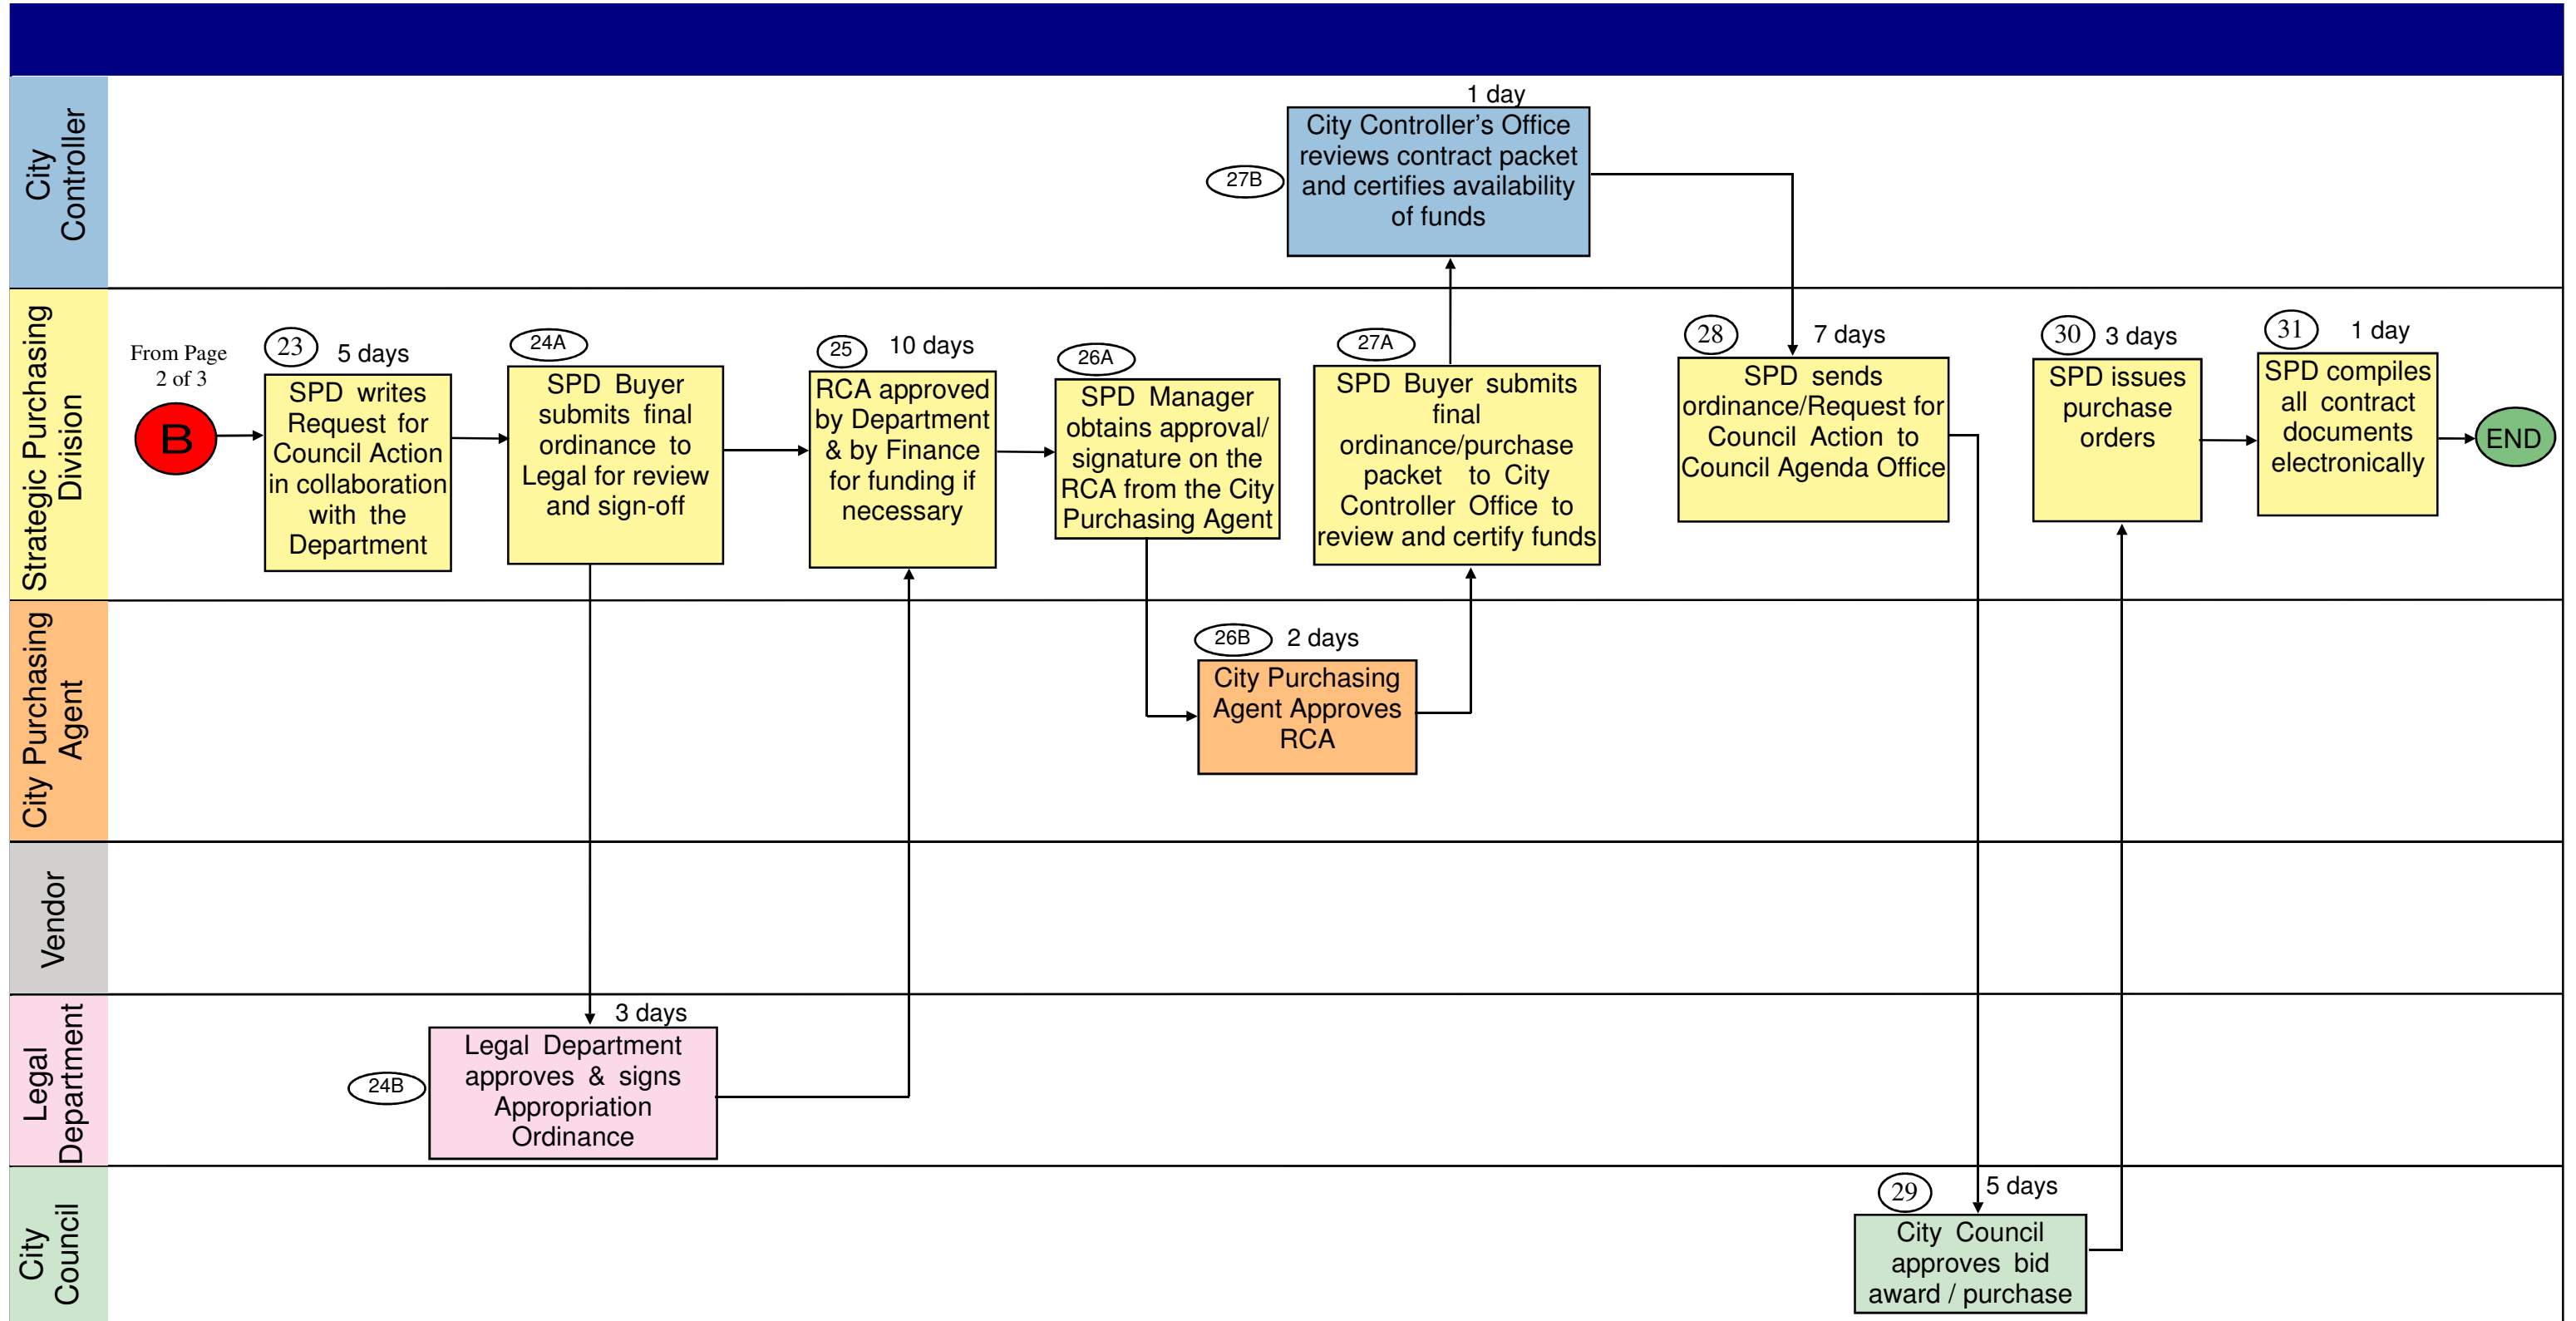 City
Controller
1 day
27B
City Controller’s Office
reviews contract packet
and certifies availability
of funds
Strategic Purchasing
Division
From Page
2 of 3
B
23
5 days
SPD writes
Request for
Council Action
in collaboration
with the
Department
24A
SPD Buyer
submits final
ordinance to
Legal for review
and sign-off
25
10 days
RCA approved
by Department
& by Finance
for funding if
necessary
26A
SPD Manager
obtains approval/
signature on the
RCA from the City
Purchasing Agent
27A
SPD Buyer submits
final
ordinance/purchase
packet to City
Controller Office to
review and certify funds
28
7 days
SPD sends
ordinance/Request for
Council Action to
Council Agenda Office
30
3 days
SPD issues
purchase
orders
31
1 day
SPD compiles
all contract
documents
electronically
END
City Purchasing
Agent
26B
2 days
City Purchasing
Agent Approves
RCA
Vendor
Legal
Department
3 days
24B
Legal Department
approves & signs
Appropriation
Ordinance
City
Council
29
5 days
City Council
approves bid
award / purchase